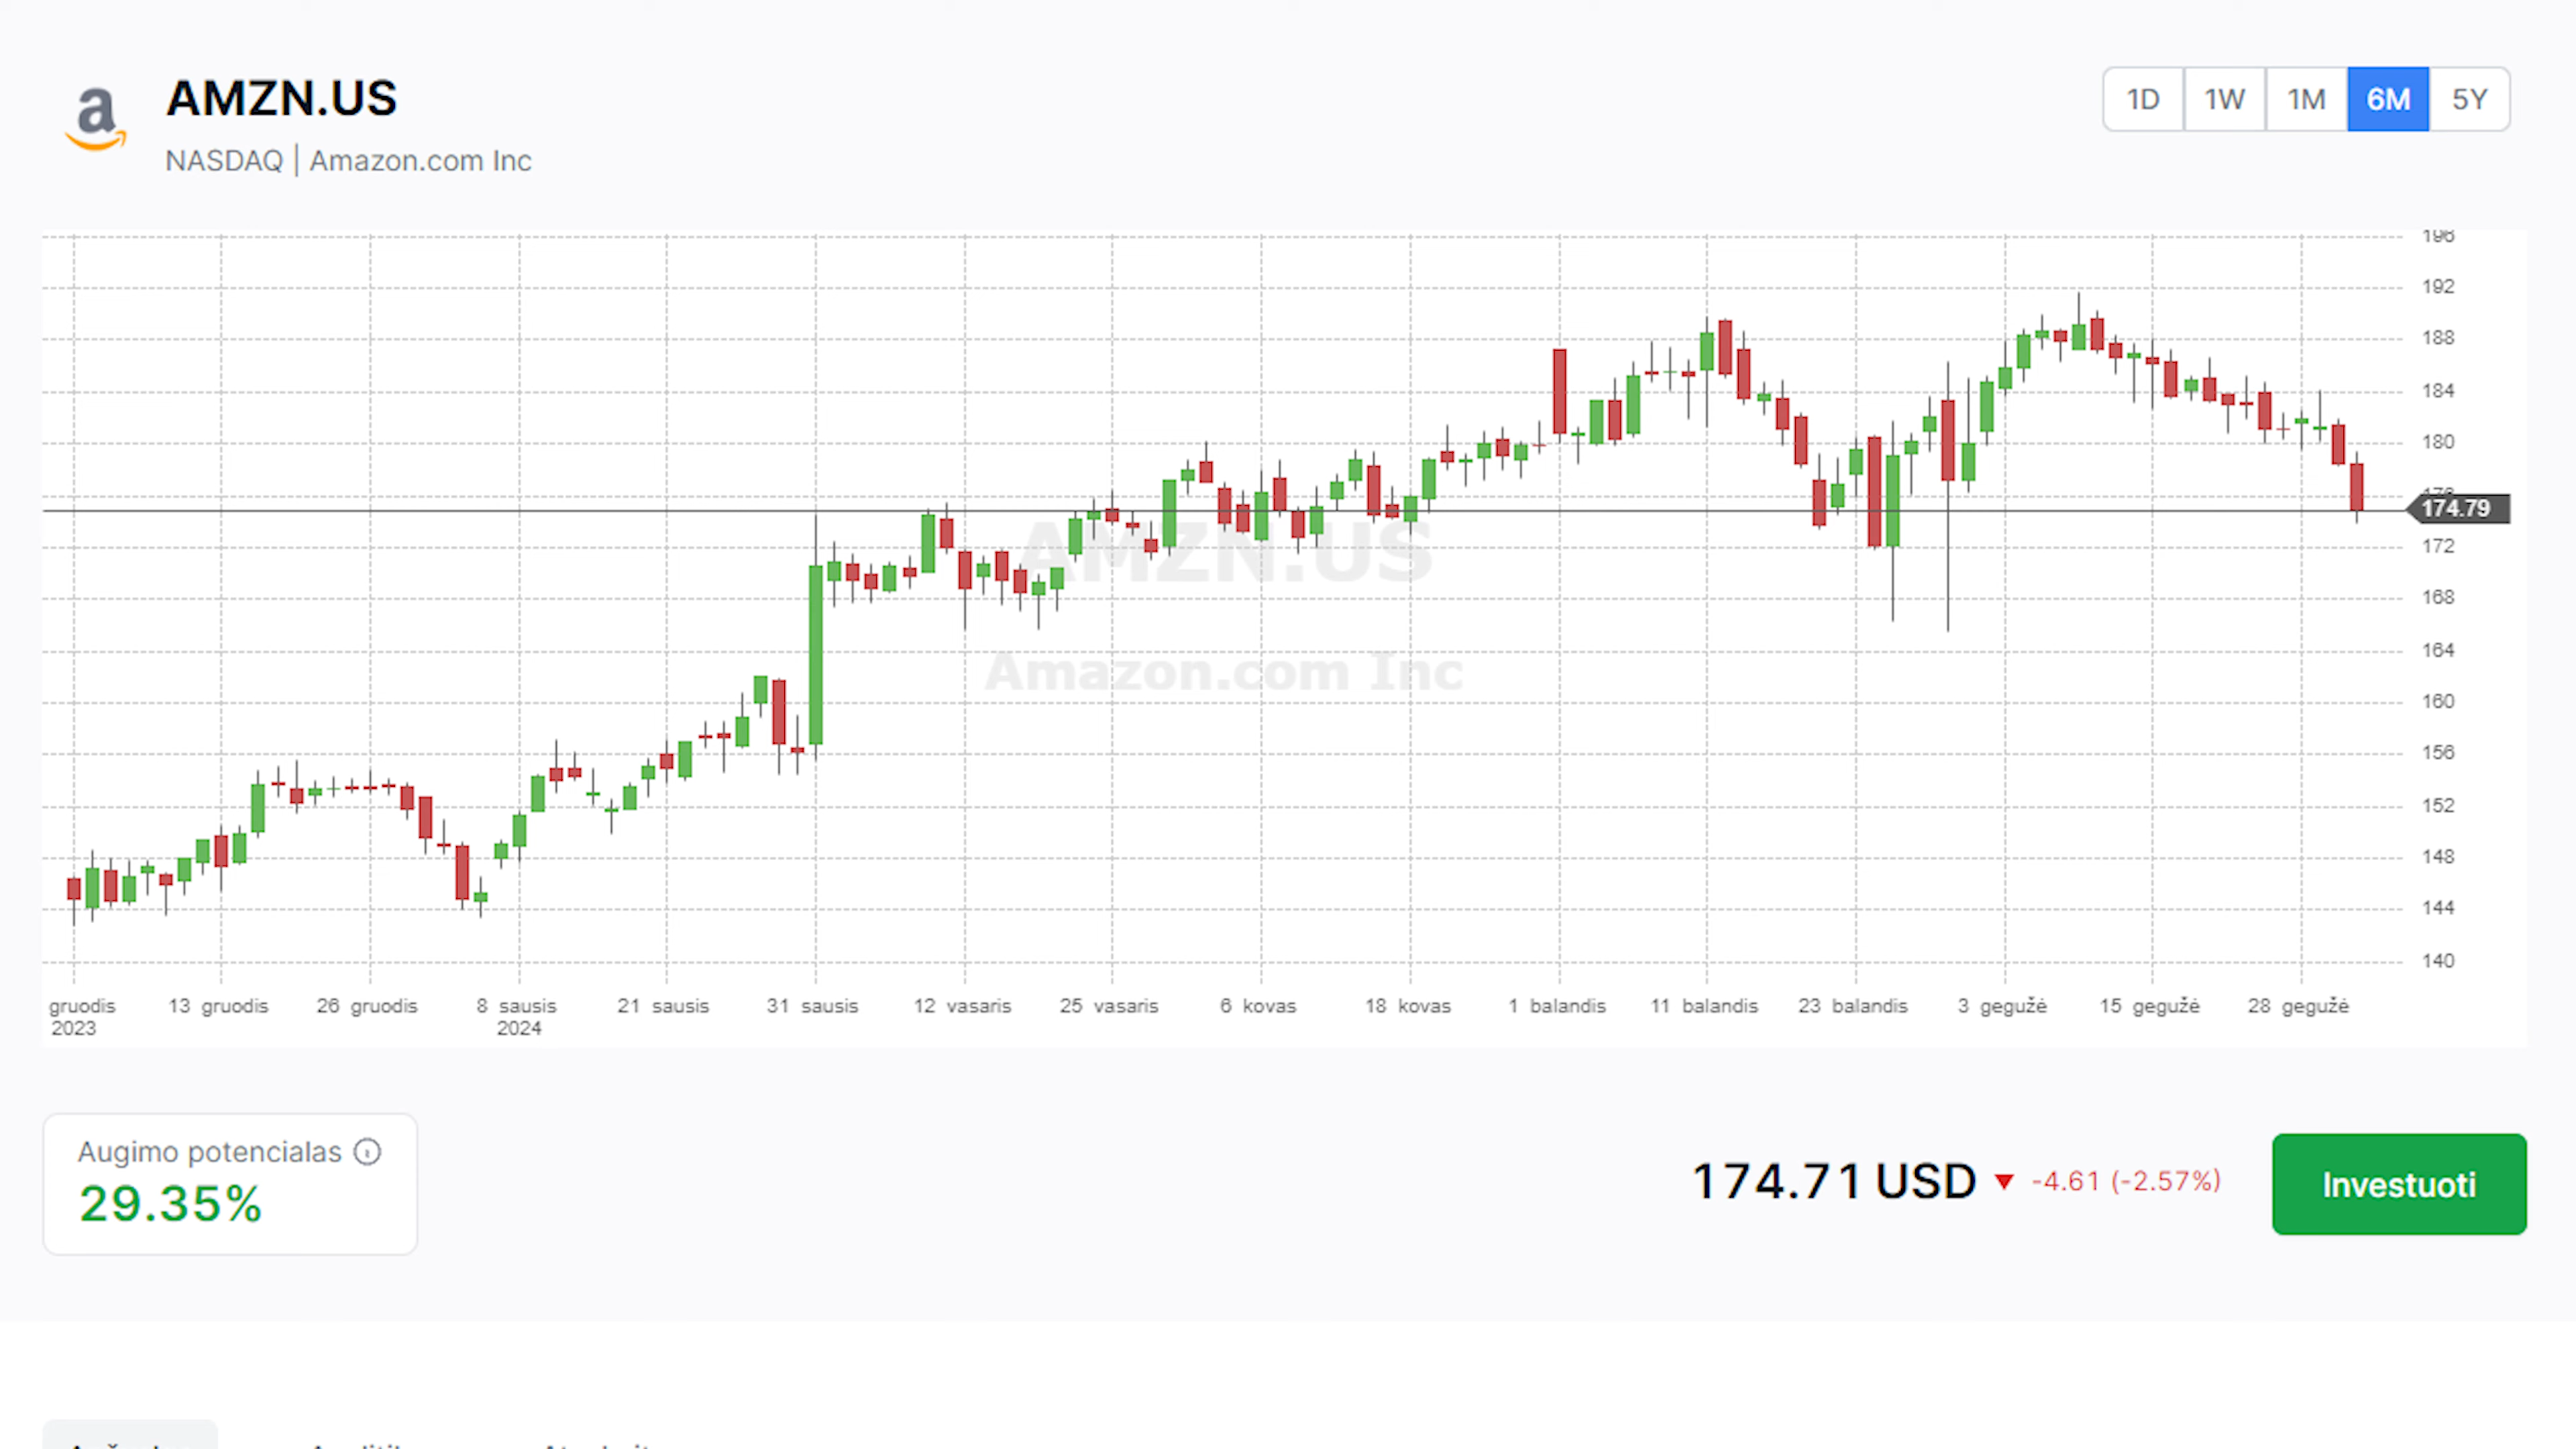 AMZN.US
NASDAQ | Amazon.com Inc
1D 1W 1M 6M 5Y
196
192
188
184
180
174.79
172
168
164
160
156
152
148
144
140
AMZN.US
Amazon.com Inc
gruodis 13 gruodis 26 gruodis 8 sausis 21 sausis 31 sausis 12 vasaris 25 vasaris 6 kovas 18 kovas 1 balandis 11 balandis 23 balandis 3 gegužė 15 gegužė 28 gegužė
2023 2024
Augimo potencialas
29.35%
174.71 USD ▼ -4.61 (-2.57%)
Investuoti